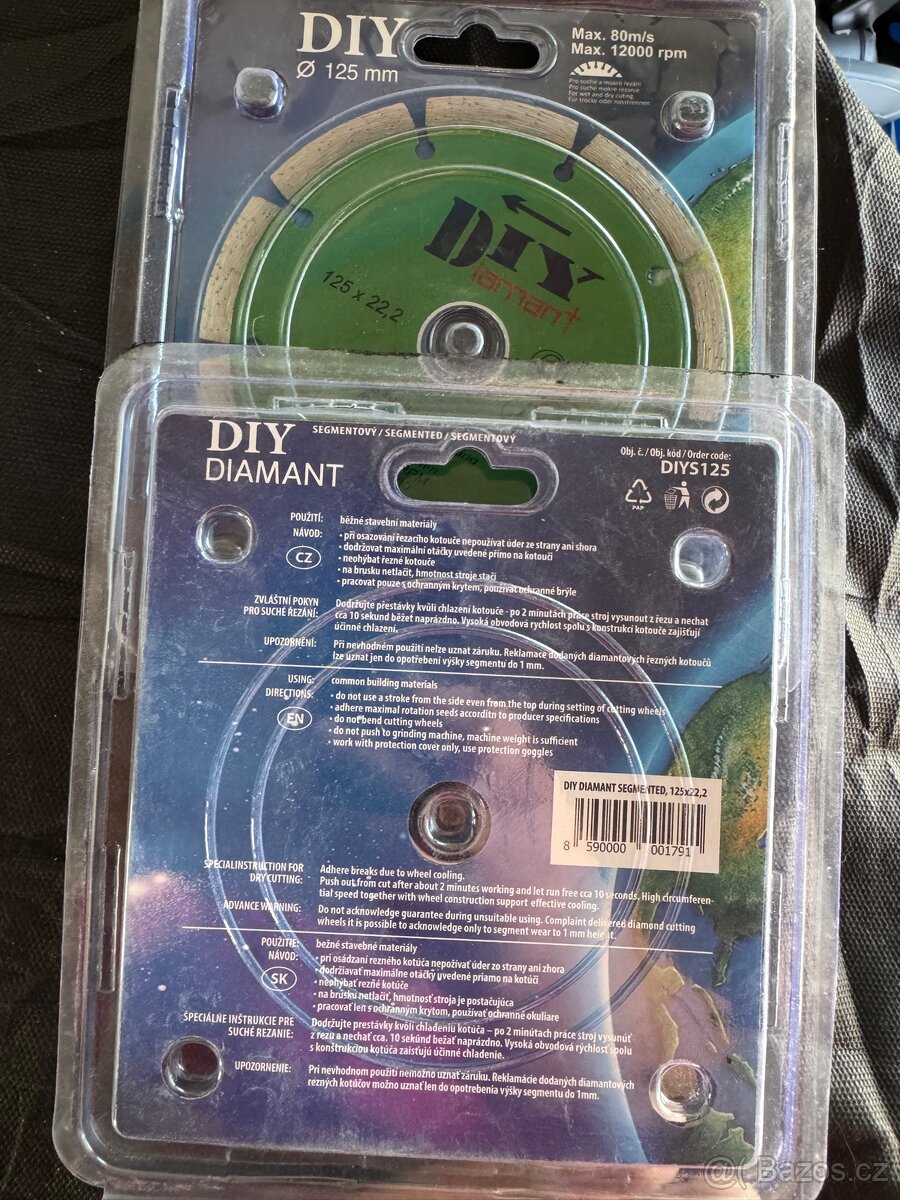 DIY
Ø 125 mm
Max. 80m/s
Max. 12000 rpm
Pro suché a mokré řezání
Pre suché mokré rezanie
For wet and dry cutting
Für trocke oder nasstrennen
DIY
iamant
125 x 22,2
DIY
DIAMANT
SEGMENTOVÝ / SEGMENTED / SEGMENTOVÝ
Obj. č. / Obj. kód / Order code:
DIYS125
PAP
POUŽITÍ: běžné stavební materiály
NÁVOD: • při osazování řezacího kotouče nepoužívat úder ze strany ani shora
• dodržovat maximální otáčky uvedené přímo na kotouči
CZ
• neohýbat řezné kotouče
• na brusku netlačit, hmotnost stroje stačí
• pracovat pouze s ochranným krytem, používat ochranné brýle
ZVLÁŠTNÍ POKYN PRO SUCHÉ ŘEZÁNÍ: Dodržujte přestávky kvůli chlazení kotouče - po 2 minutách práce stroj vysunout z řezu a nechat
cca 10 sekund běžet naprázdno. Vysoká obvodová rychlost spolu s konstrukcí kotouče zajišťují
účinné chlazení.
UPOZORNĚNÍ: Při nevhodném použití nelze uznat záruku. Reklamace dodaných diamantových řezných kotoučů
lze uznat jen do opotřebení výšky segmentu do 1 mm.
USING: common building materials
DIRECTIONS: • do not use a stroke from the side even from the top during setting of cutting wheels
• adhere maximal rotation seeds accorditn to producer specifications
EN
• do not bend cutting wheels
• do not push to grinding machine, machine weight is sufficient
• work with protection cover only, use protection goggles
DIY DIAMANT SEGMENTED, 125x22,2
8 590000 001791
SPECIALINSTRUCTION FOR DRY CUTTING: Adhere breaks due to wheel cooling.
Push out from cut after about 2 minutes working and let run free cca 10 seconds. High circumferen-
tial speed together with wheel construction support effective cooling.
ADVANCE WARNING: Do not acknowledge guarantee during unsuitable using. Complaint delivered diamond cutting
wheels it is possible to acknowledge only to segment wear to 1 mm height.
POUŽITIE: bežné stavebné materiály
NÁVOD: • pri osádzaní rezného kotúča nepožívať úder zo strany ani zhora
• dodržiavať maximálne otáčky uvedené priamo na kotúči
SK
• neohýbať rezné kotúče
• na brúsku netlačiť, hmotnosť stroja je postačujúca
• pracovať len s ochranným krytom, používať ochranné okuliare
ŠPECIÁLNE INŠTRUKCIE PRE SUCHÉ REZANIE: Dodržujte prestávky kvôli chladeniu kotúča – po 2 minútach práce stroj vysunúť
z rezu a nechať cca. 10 sekúnd bežať naprázdno. Vysoká obvodová rýchlosť spolu
s konštrukciou kotúča zaisťujú účinné chladenie.
UPOZORNENIE: Pri nevhodnom použití nemožno uznať záruku. Reklamácie dodaných diamantových
rezných kotúčov možno uznať len do opotrebenia výšky segmentu do 1mm.
Bazos.cz